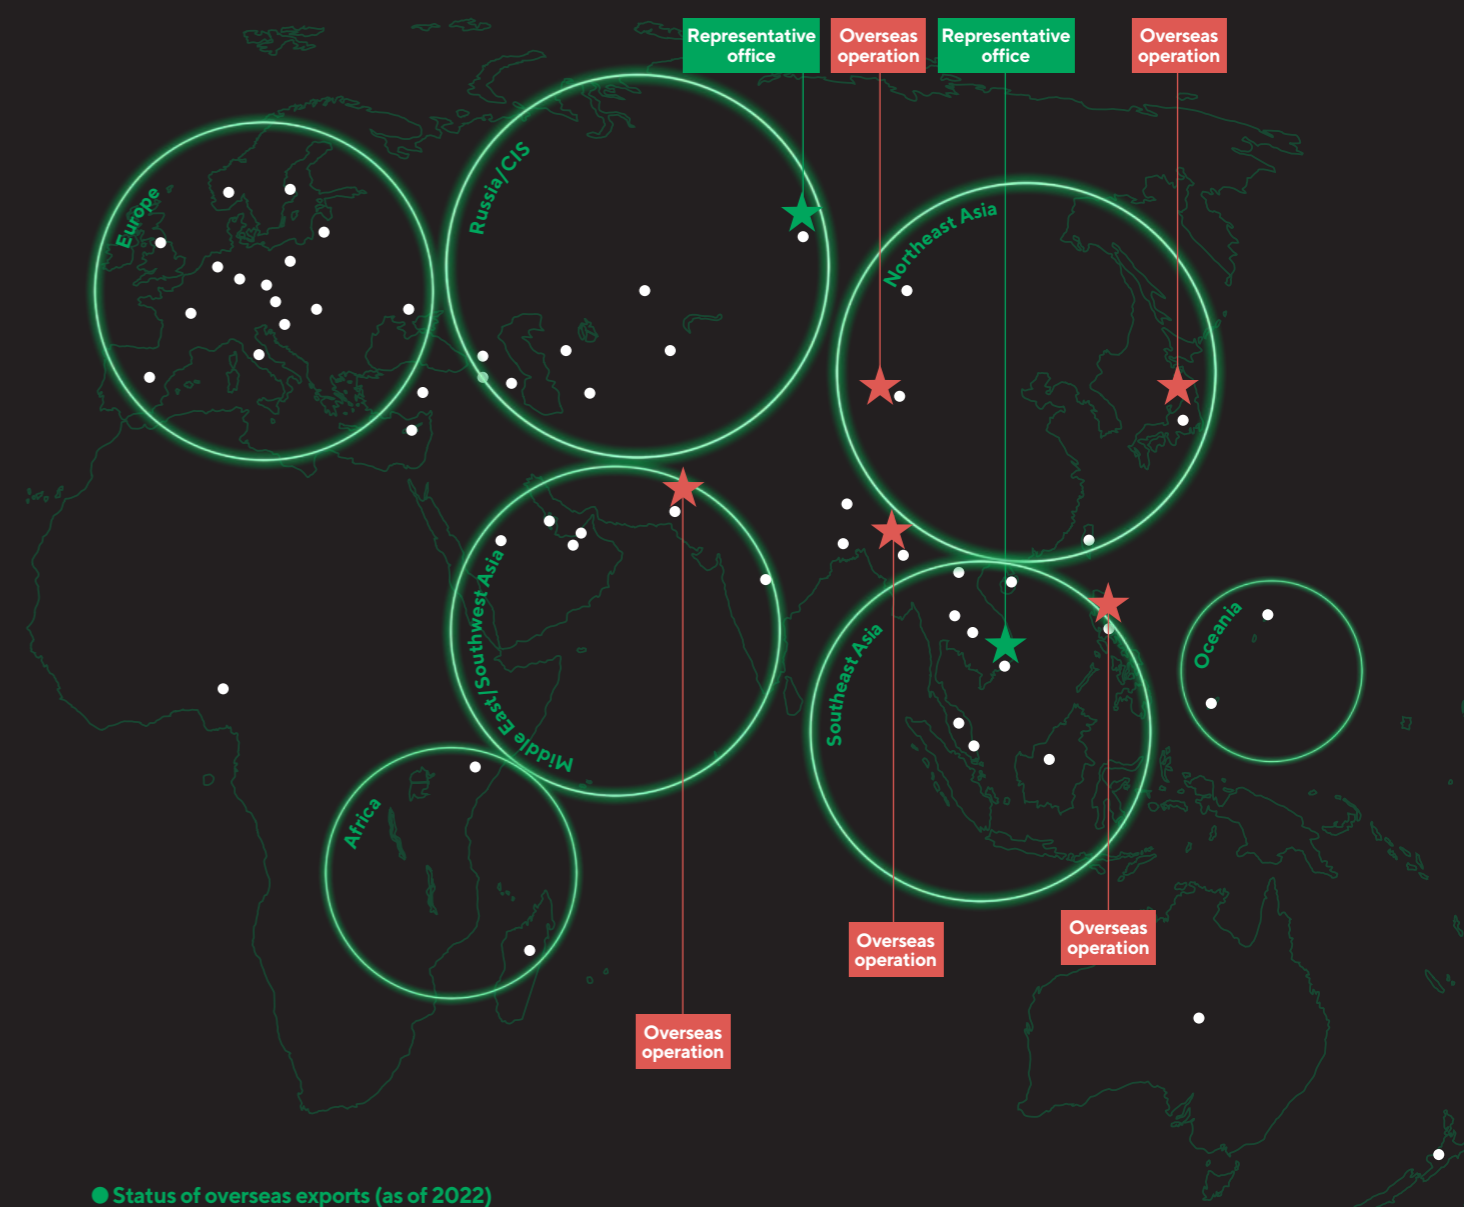 Representative
office
Overseas
operation
Representative
office
Overseas
operation
Europe
Russia/CIS
Northeast Asia
Middle East/Southwest Asia
Southeast Asia
Oceania
Africa
Overseas
operation
Overseas
operation
Overseas
operation
Status of overseas exports (as of 2022)